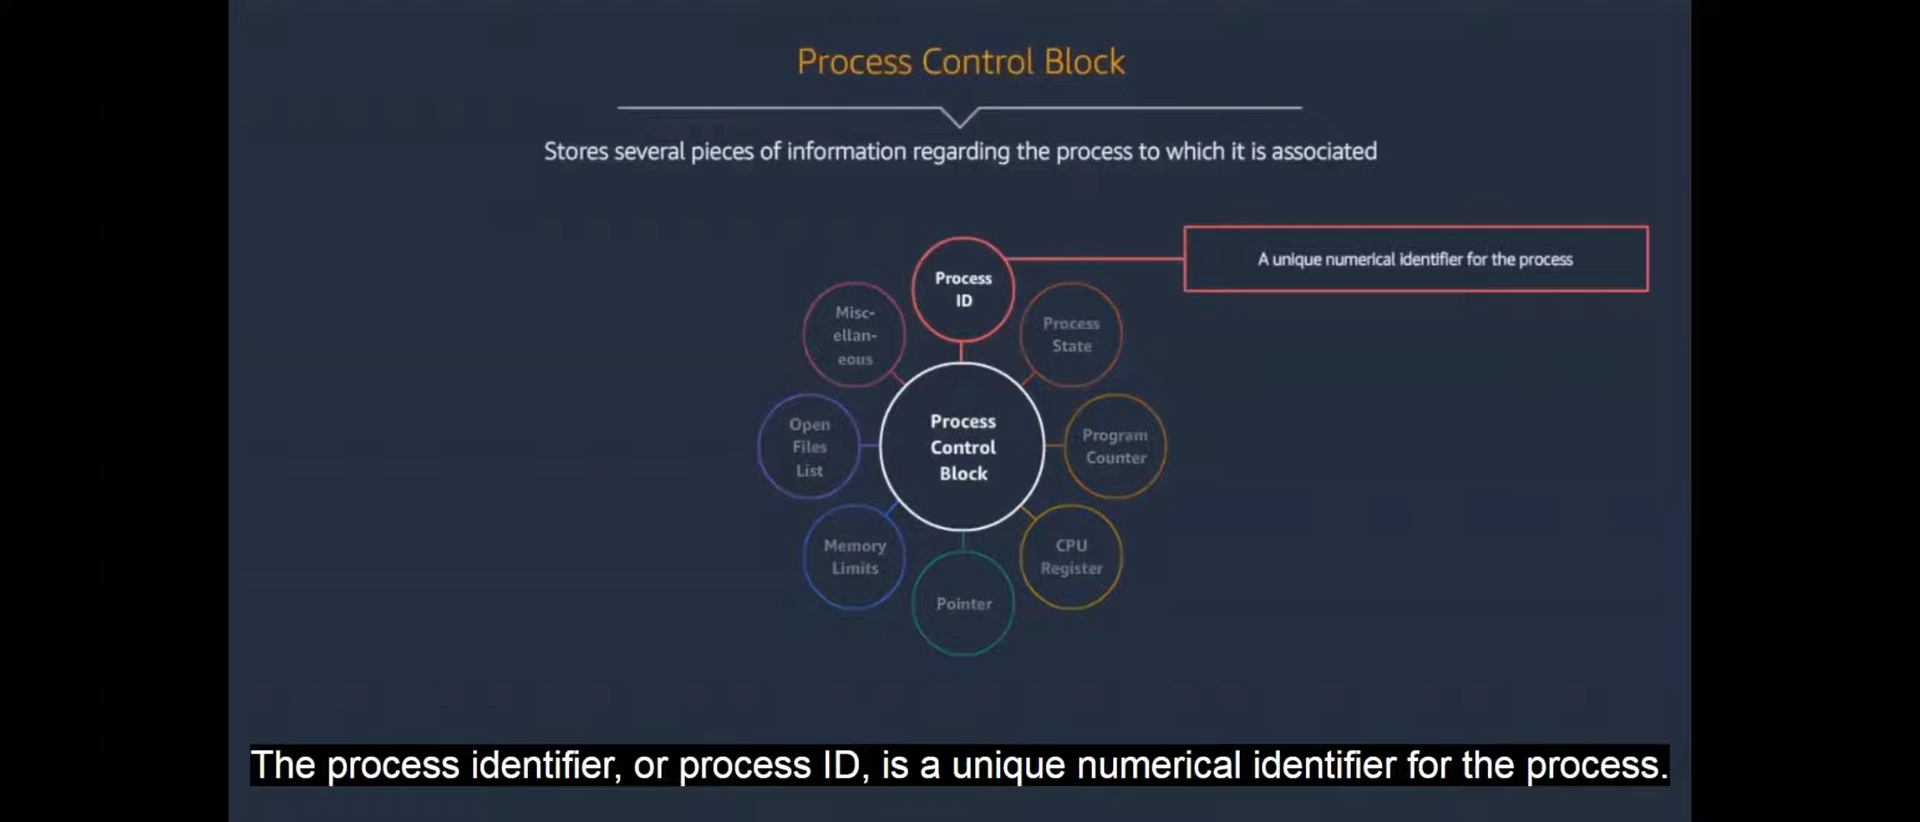 Process Control Block
Stores several pieces of information regarding the process to which it is associated
Process
ID
A unique numerical identifier for the process
Process
State
Program
Counter
CPU
Register
Pointer
Memory
Limits
Open
Files
List
Misc-
ellan-
eous
Process
Control
Block
The process identifier, or process ID, is a unique numerical identifier for the process.